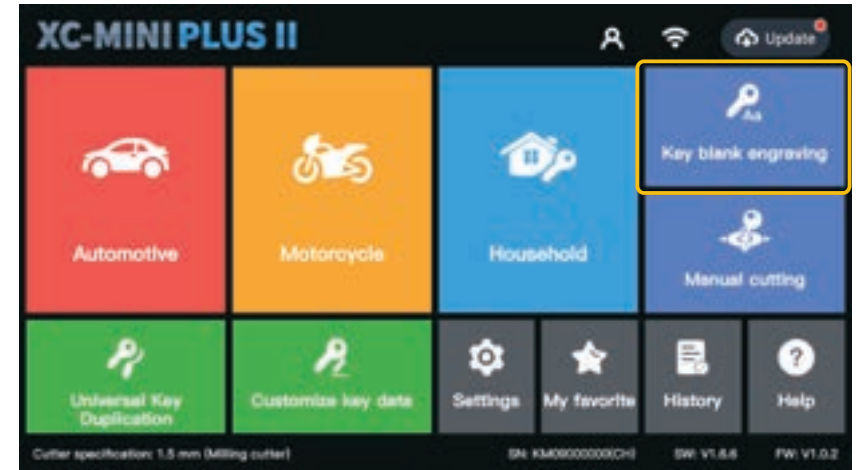 XC-MINI PLUS II
Update
Automotive
Motorcycle
Household
Aa
Key blank engraving
Manual cutting
Universal Key
Duplication
Customize key data
Settings
My favorite
History
?
Help
Cutter specification: 1.5 mm (Milling cutter)
SW: V1.6.6
FW: V1.0.2